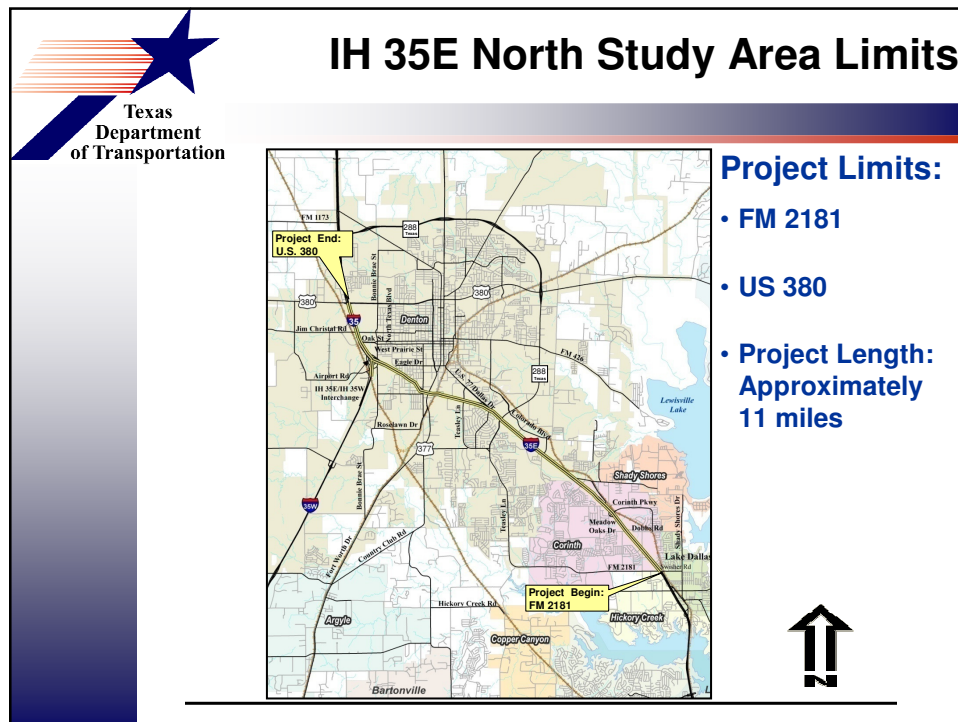 IH 35E North Study Area Limits
Texas
Department
of Transportation
Project Limits:
• FM 2181
• US 380
• Project Length:
Approximately
11 miles
FM 1173
288
Texas
Project End:
U.S. 380
Bonnie Brae St
North Texas Blvd
380
380
35
Denton
Jim Christal Rd
Oak St
West Prairie St
Eagle Dr
FM 426
Airport Rd
IH 35E/IH 35W
Interchange
U.S. 77/Dallas Dr
288
Texas
Lewisville
Lake
Roselawn Dr
Teasley Ln
Colorado Blvd
377
35E
Bonnie Brae St
Shady Shores
35W
Teasley Ln
Corinth Pkwy
Meadow
Oaks Dr
Dobbs Rd
Shady Shores Dr
Fort Worth Dr
Country Club Rd
Corinth
Lake Dallas
FM 2181
Swisher Rd
Project Begin:
FM 2181
Hickory Creek Rd
Hickory Creek
Argyle
Copper Canyon
Bartonville
L
N